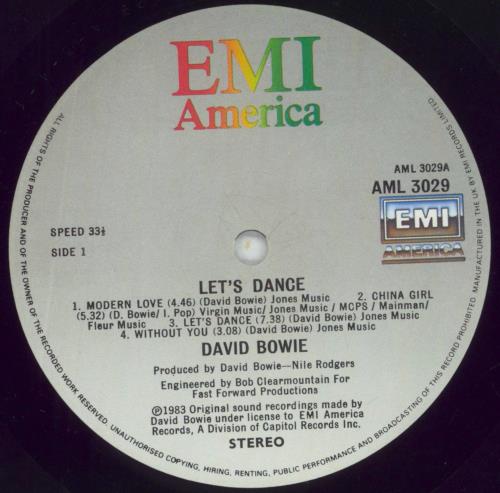 EMI
America
AML 3029A
AML 3029
EMI
AMERICA
SPEED 33⅓
SIDE 1
LET'S DANCE
1. MODERN LOVE (4.46) (David Bowie) Jones Music 2. CHINA GIRL
(5.32) (D. Bowie/ I. Pop) Virgin Music/ Jones Music / MCPS / Mainman/
Fleur Music 3. LET'S DANCE (7.38) (David Bowie) Jones Music
4. WITHOUT YOU (3.08) (David Bowie) Jones Music
DAVID BOWIE
Produced by David Bowie—Nile Rodgers
Engineered by Bob Clearmountain For
Fast Forward Productions
℗1983 Original sound recordings made by
David Bowie under license to EMI America
Records, A Division of Capitol Records Inc.
STEREO
ALL RIGHTS OF THE PRODUCER AND OF THE OWNER OF THE RECORDED WORK RESERVED. UNAUTHORISED COPYING, HIRING, RENTING, PUBLIC PERFORMANCE AND BROADCASTING OF THIS RECORD PROHIBITED. MANUFACTURED IN THE UK BY EMI RECORDS LIMITED